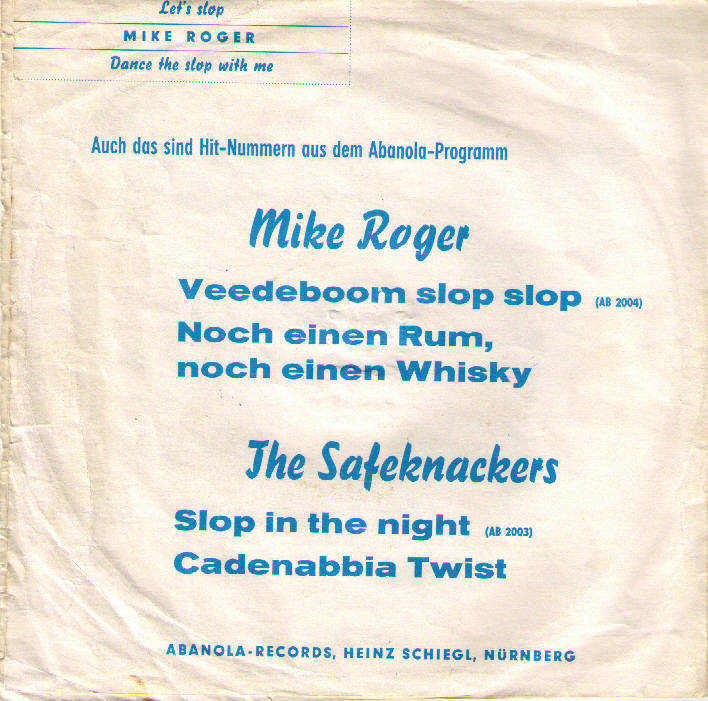 Let's slop
MIKE ROGER
Dance the slop with me
Auch das sind Hit-Nummern aus dem Abanola-Programm
Mike Roger
Veedeboom slop slop (AB 2004)
Noch einen Rum,
noch einen Whisky
The Safeknackers
Slop in the night (AB 2003)
Cadenabbia Twist
ABANOLA-RECORDS, HEINZ SCHIEGL, NÜRNBERG